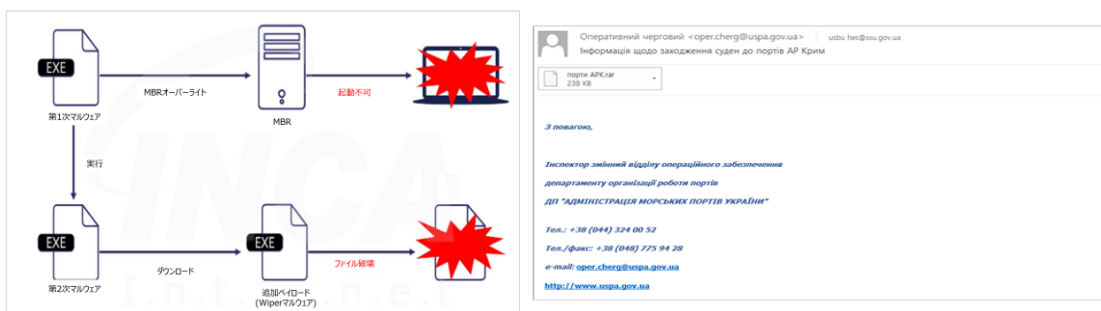 EXE
MBRオーバーライト
起動不可
第1次マルウェア
MBR
実行
INCA
Internet
EXE
EXE
ダウンロード
ファイル破壊
第2次マルウェア
追加ペイロード
(Wiperマルウェア)
Оперативний черговий <oper.cherg@uspa.gov.ua>
usbu hes@ssu.gov.ua
Інформація щодо заходження суден до портів АР Крим
порти АРК.rar
238 KB
З повагою,
Інспектор змінний відділу операційного забезпечення
департаменту організації роботи портів
ДП "АДМІНІСТРАЦІЯ МОРСЬКИХ ПОРТІВ УКРАЇНИ"
Тел.: +38 (044) 324 00 52
Тел./факс: +38 (048) 775 94 28
e-mail: oper.cherg@uspa.gov.ua
http://www.uspa.gov.ua